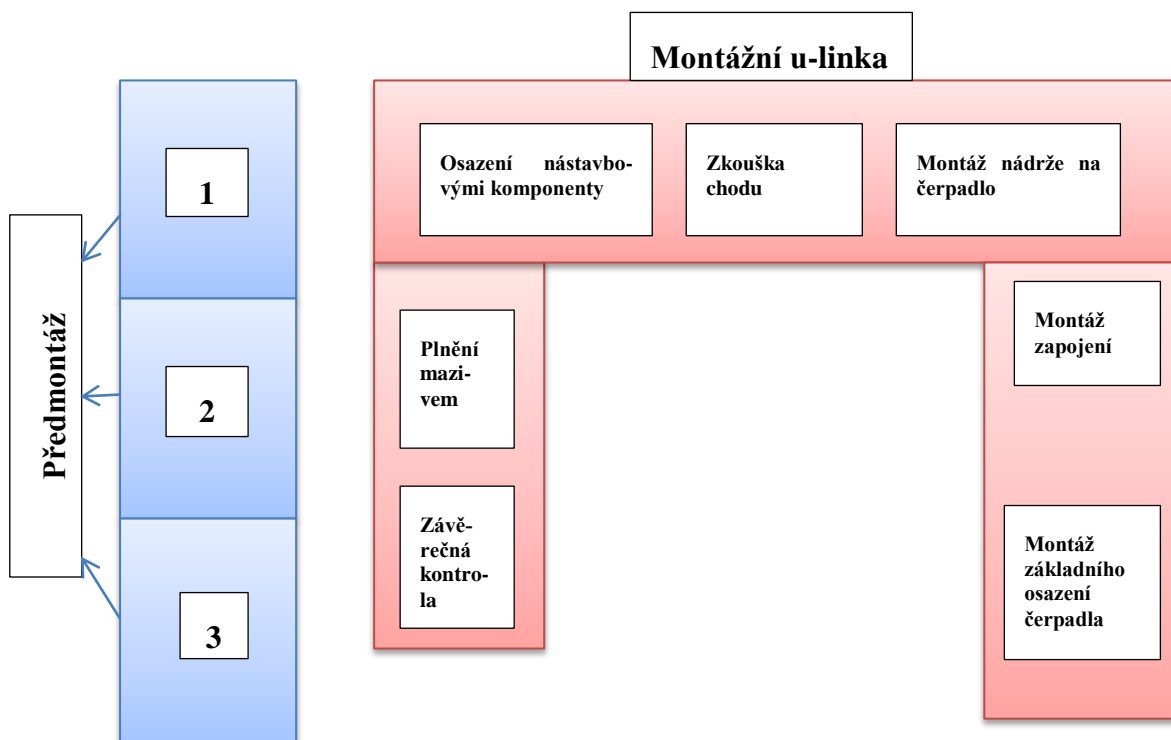 Montážní u-linka
Předmontáž
1
2
3
Osazení nástavbo-
vými komponenty
Zkouška
chodu
Montáž nádrže na
čerpadlo
Plnění
mazi-
vem
Závě-
rečná
kontro-
la
Montáž
zapojení
Montáž
základního
osazení
čerpadla